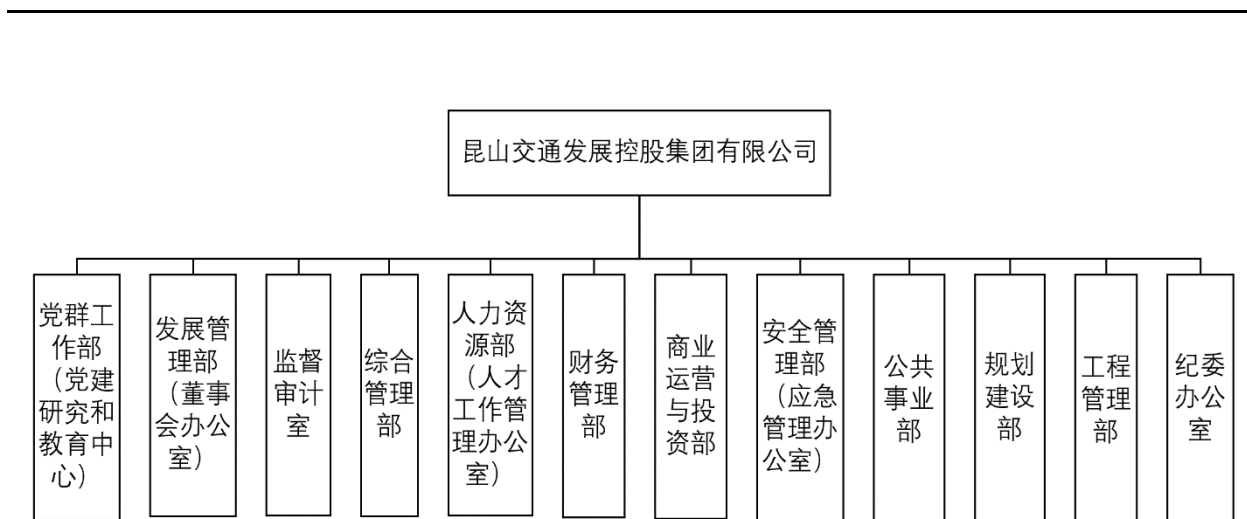 昆山交通发展控股集团有限公司
党群工
作部
（党建
研究和
教育中
心）
发展管
理部
（董事
会办公
室）
监督
审计
室
综合
管理
部
人力资
源部
（人才
工作管
理办公
室）
财务
管理
部
商业
运营
与投
资部
安全管
理部
（应急
管理办
公室）
公共
事业
部
规划
建设
部
工程
管理
部
纪委
办公
室